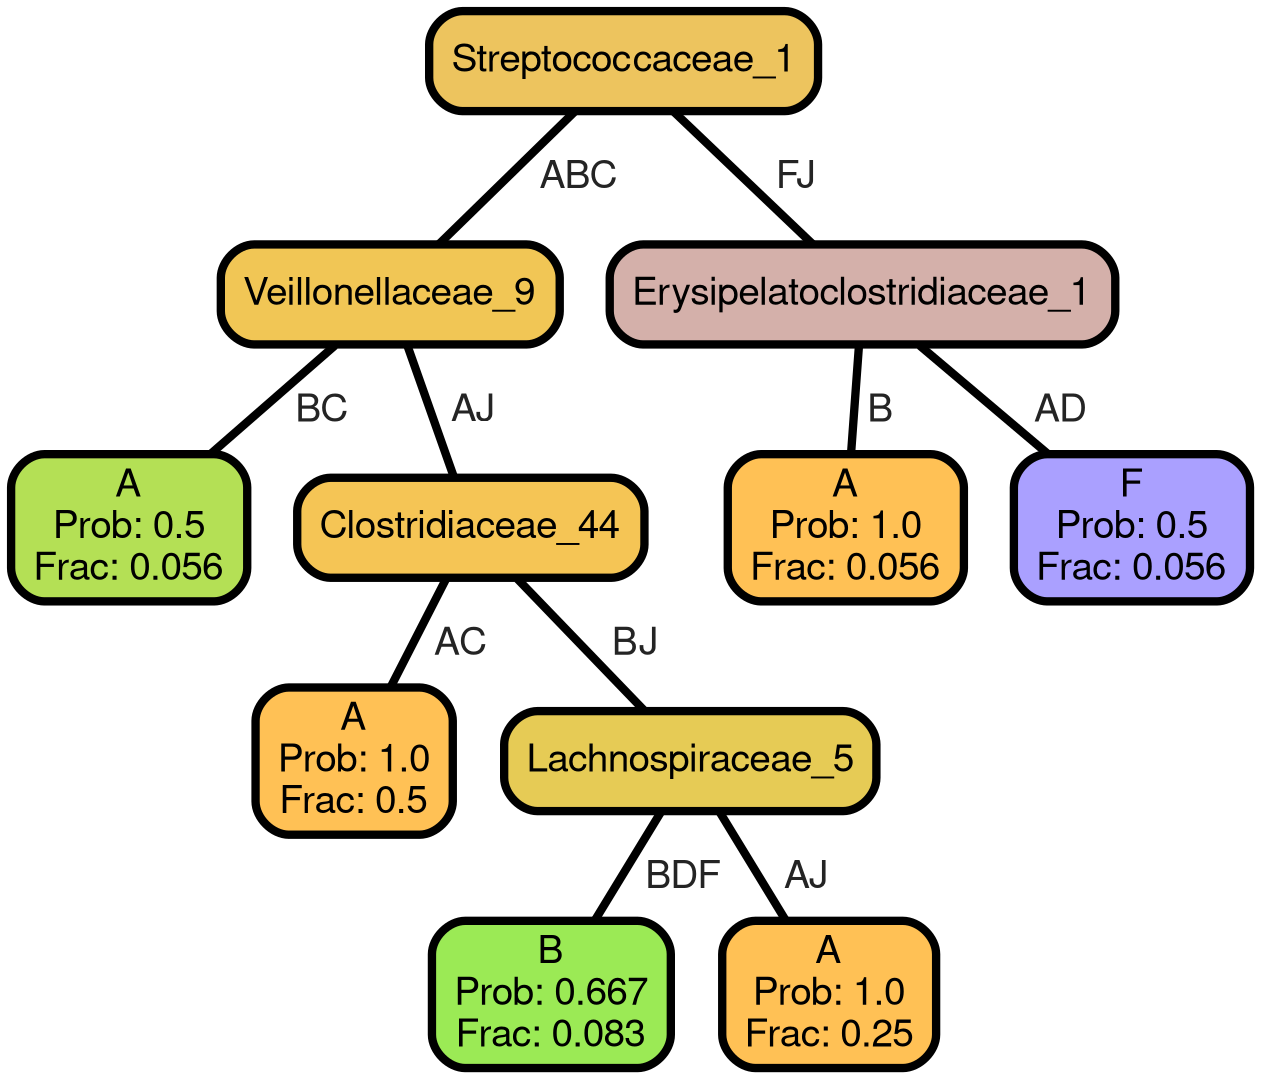 Streptococcaceae_1
ABC
FJ
Veillonellaceae_9
Erysipelatoclostridiaceae_1
BC
AJ
B
AD
A
Prob: 0.5
Frac: 0.056
Clostridiaceae_44
A
Prob: 1.0
Frac: 0.056
F
Prob: 0.5
Frac: 0.056
AC
BJ
A
Prob: 1.0
Frac: 0.5
Lachnospiraceae_5
BDF
AJ
B
Prob: 0.667
Frac: 0.083
A
Prob: 1.0
Frac: 0.25